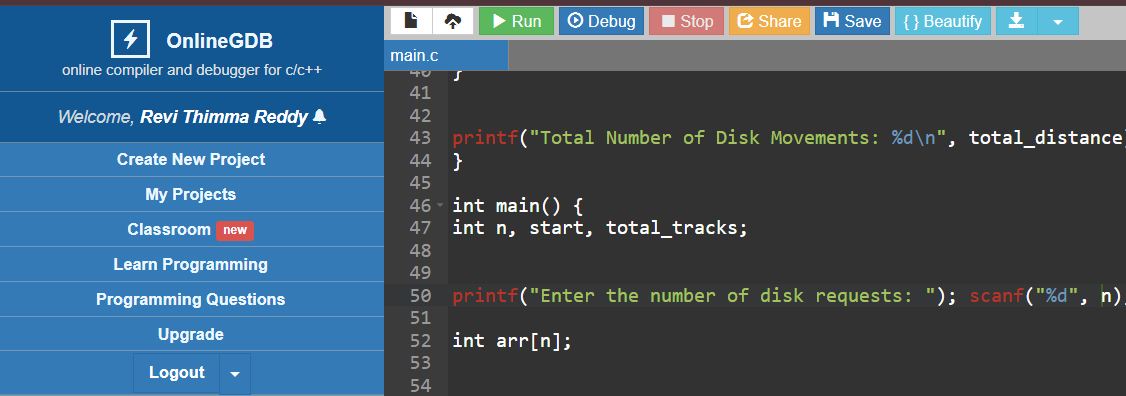 OnlineGDB
online compiler and debugger for c/c++
Welcome, Revi Thimma Reddy
Create New Project
My Projects
Classroom new
Learn Programming
Programming Questions
Upgrade
Logout
Run Debug Stop Share Save { } Beautify
main.c
40 }
41
42
43 printf("Total Number of Disk Movements: %d\n", total_distance)
44 }
45
46 int main() {
47 int n, start, total_tracks;
48
49
50 printf("Enter the number of disk requests: "); scanf("%d", n);
51
52 int arr[n];
53
54